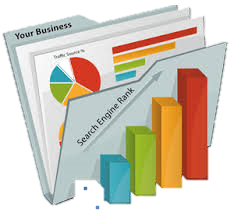 Your Business
Traffic Source %
Search Engine Rank